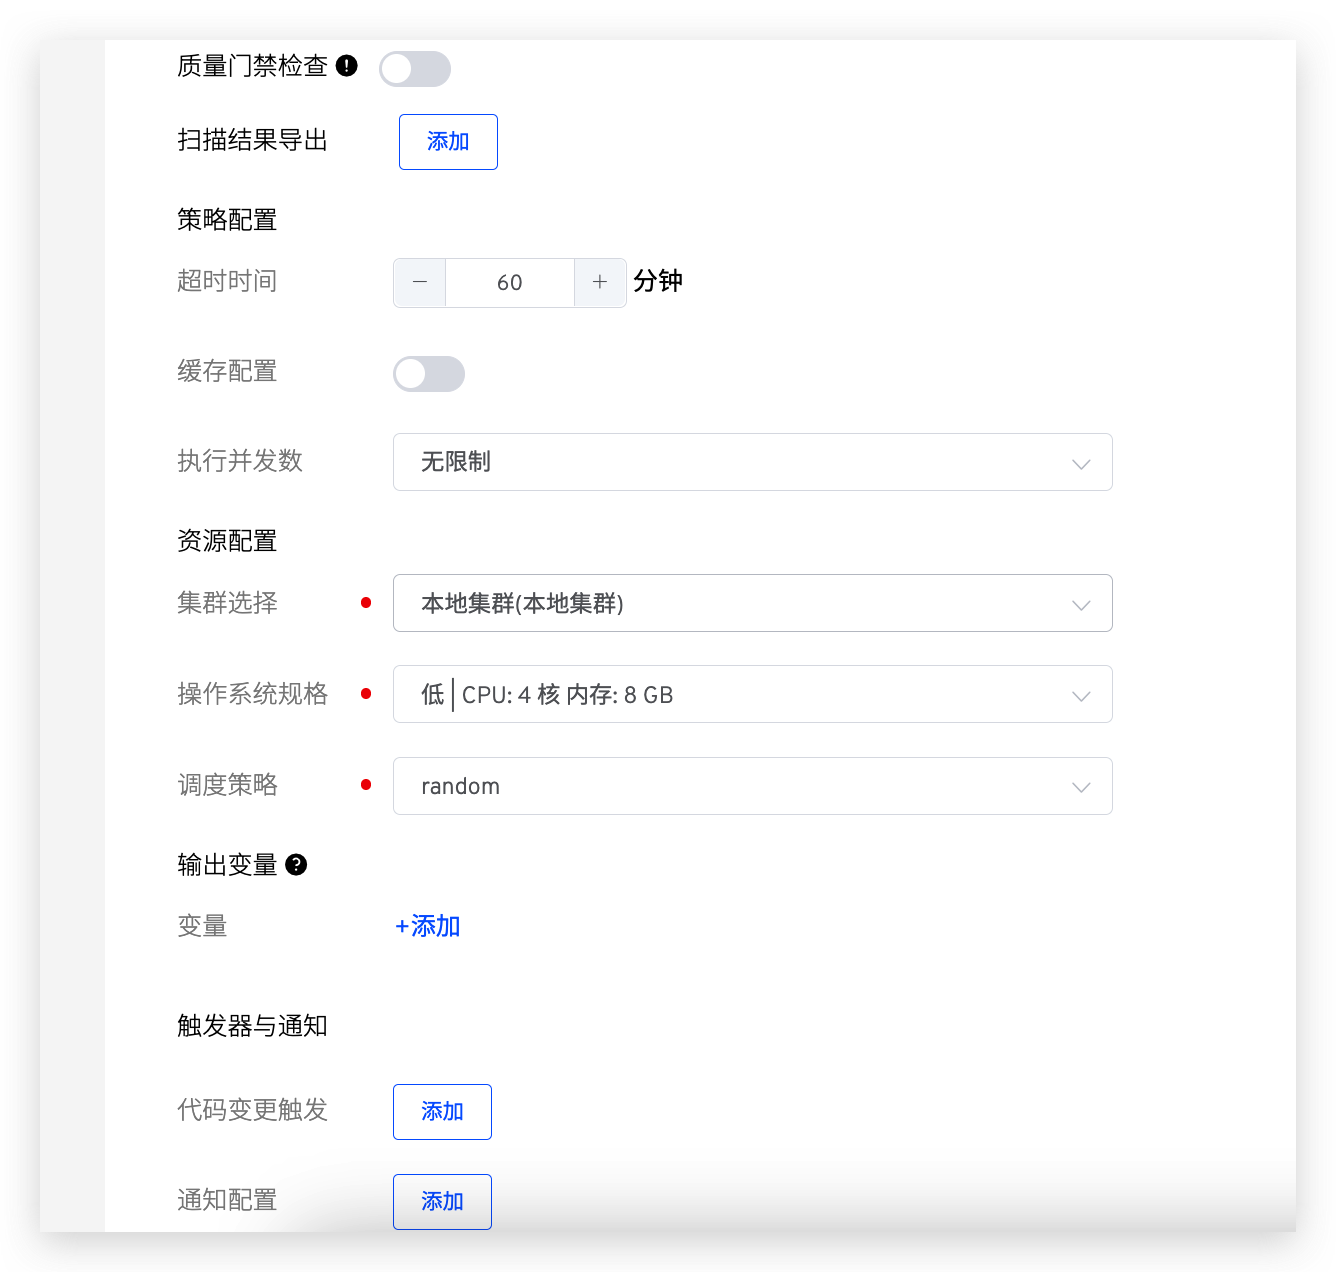 质量门禁检查
扫描结果导出 添加
策略配置
超时时间 − 60 + 分钟
缓存配置
执行并发数 无限制
资源配置
集群选择 本地集群(本地集群)
操作系统规格 低 | CPU: 4 核 内存: 8 GB
调度策略 random
输出变量
变量 +添加
触发器与通知
代码变更触发 添加
通知配置 添加